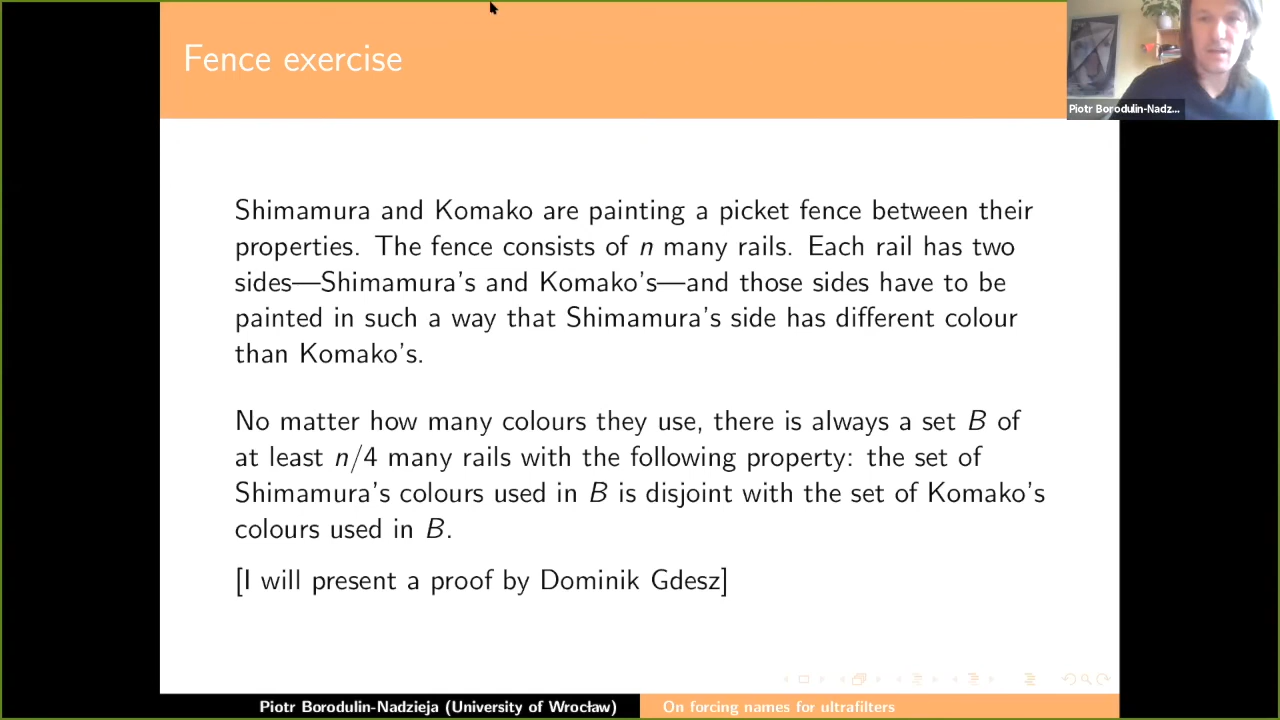 Fence exercise
Piotr Borodulin-Nadz...
Shimamura and Komako are painting a picket fence between their
properties. The fence consists of n many rails. Each rail has two
sides—Shimamura's and Komako's—and those sides have to be
painted in such a way that Shimamura's side has different colour
than Komako's.
No matter how many colours they use, there is always a set B of
at least n/4 many rails with the following property: the set of
Shimamura's colours used in B is disjoint with the set of Komako's
colours used in B.
[I will present a proof by Dominik Gdesz]
Piotr Borodulin-Nadzieja (University of Wrocław)
On forcing names for ultrafilters